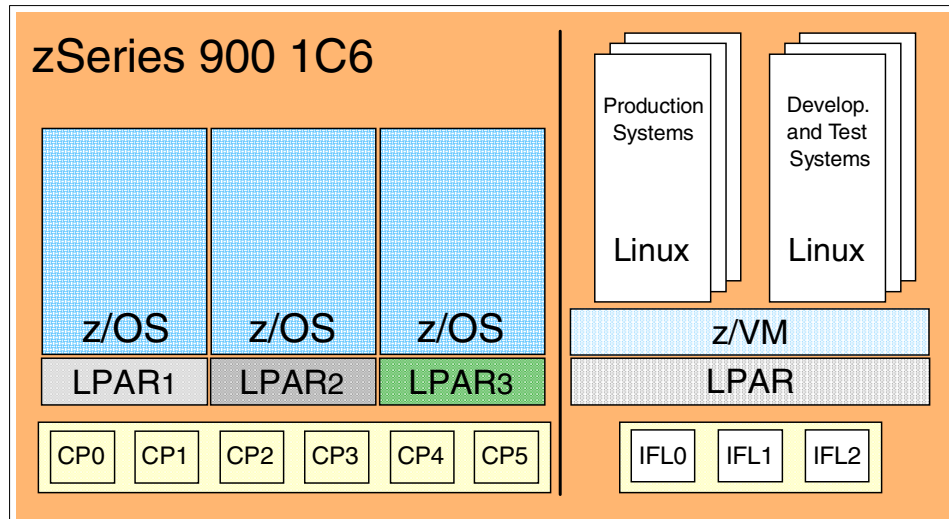 zSeries 900 1C6
z/OS
z/OS
z/OS
LPAR1
LPAR2
LPAR3
CP0
CP1
CP2
CP3
CP4
CP5
Production
Systems
Linux
Develop.
and Test
Systems
Linux
z/VM
LPAR
IFL0
IFL1
IFL2